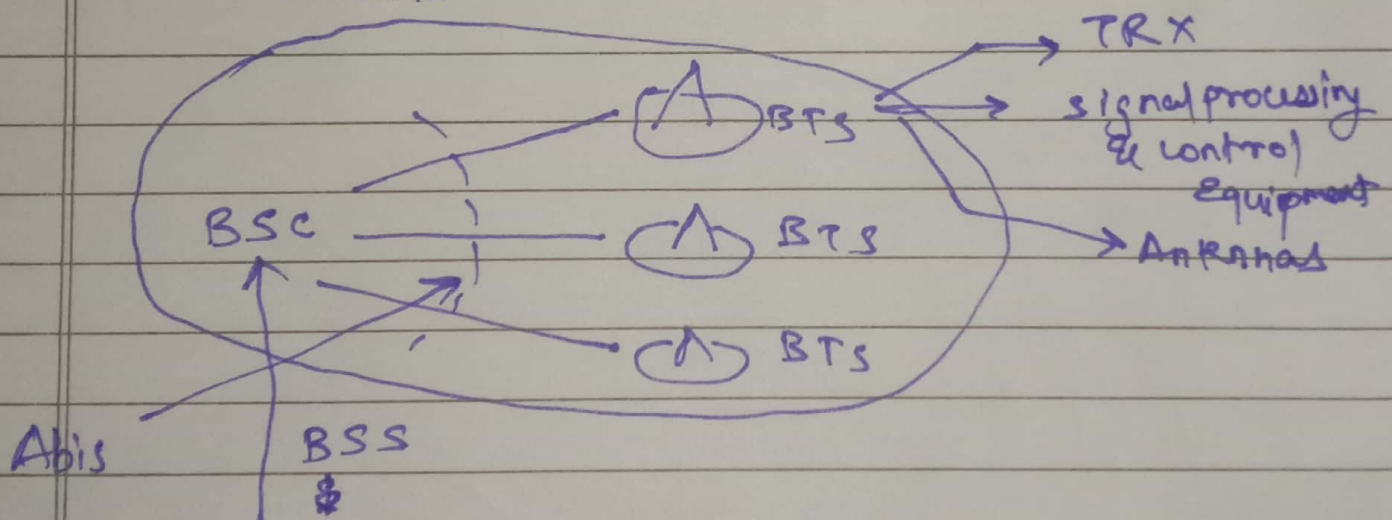 TRX
BTS
signal processing
& control
Equipment
BSC
BTS
Antennas
BTS
Abis
BSS